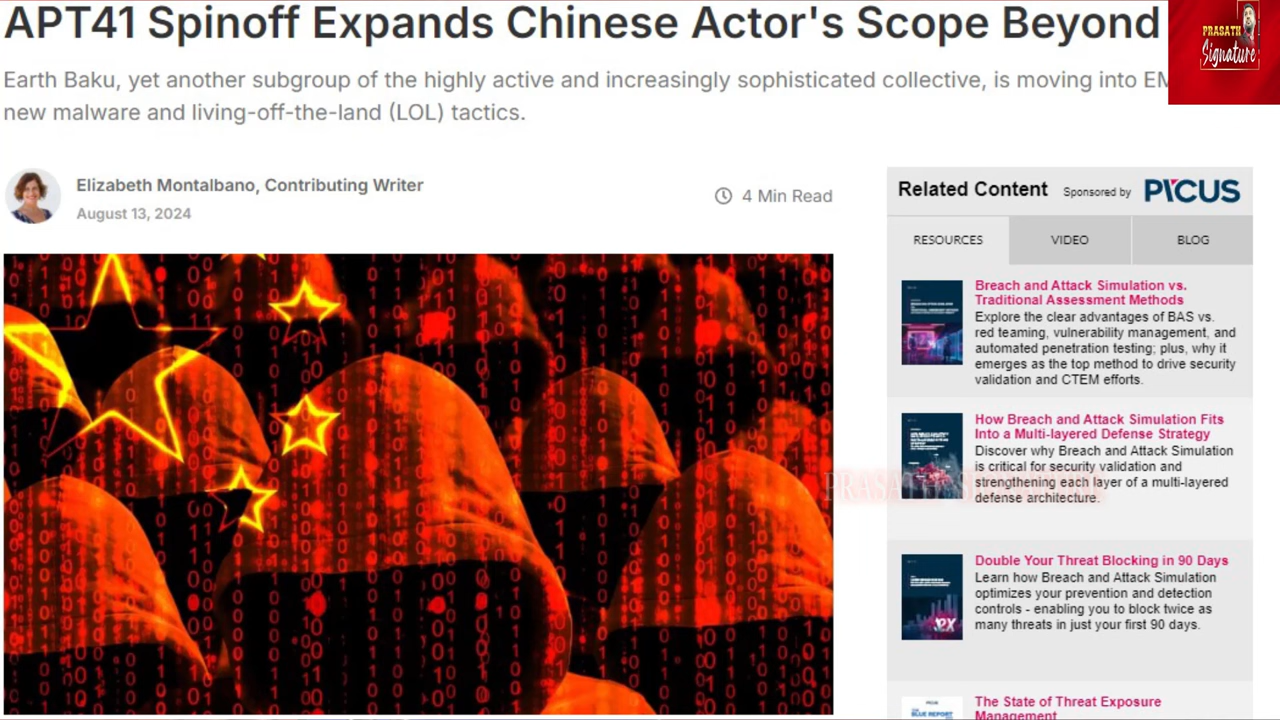 APT41 Spinoff Expands Chinese Actor's Scope Beyond
PRASATH
Signature
Earth Baku, yet another subgroup of the highly active and increasingly sophisticated collective, is moving into
new malware and living-off-the-land (LOL) tactics.
Elizabeth Montalbano, Contributing Writer
August 13, 2024
4 Min Read
Related Content Sponsored by PICUS
RESOURCES VIDEO BLOG
Breach and Attack Simulation vs.
Traditional Assessment Methods
Explore the clear advantages of BAS vs.
red teaming, vulnerability management, and
automated penetration testing; plus, why it
emerges as the top method to drive security
validation and CTEM efforts.
How Breach and Attack Simulation Fits
Into a Multi-layered Defense Strategy
Discover why Breach and Attack Simulation
is critical for security validation and
strengthening each layer of a multi-layered
defense architecture.
Double Your Threat Blocking in 90 Days
Learn how Breach and Attack Simulation
optimizes your prevention and detection
controls - enabling you to block twice as
many threats in just your first 90 days.
The State of Threat Exposure
Management
BLUE REPORT